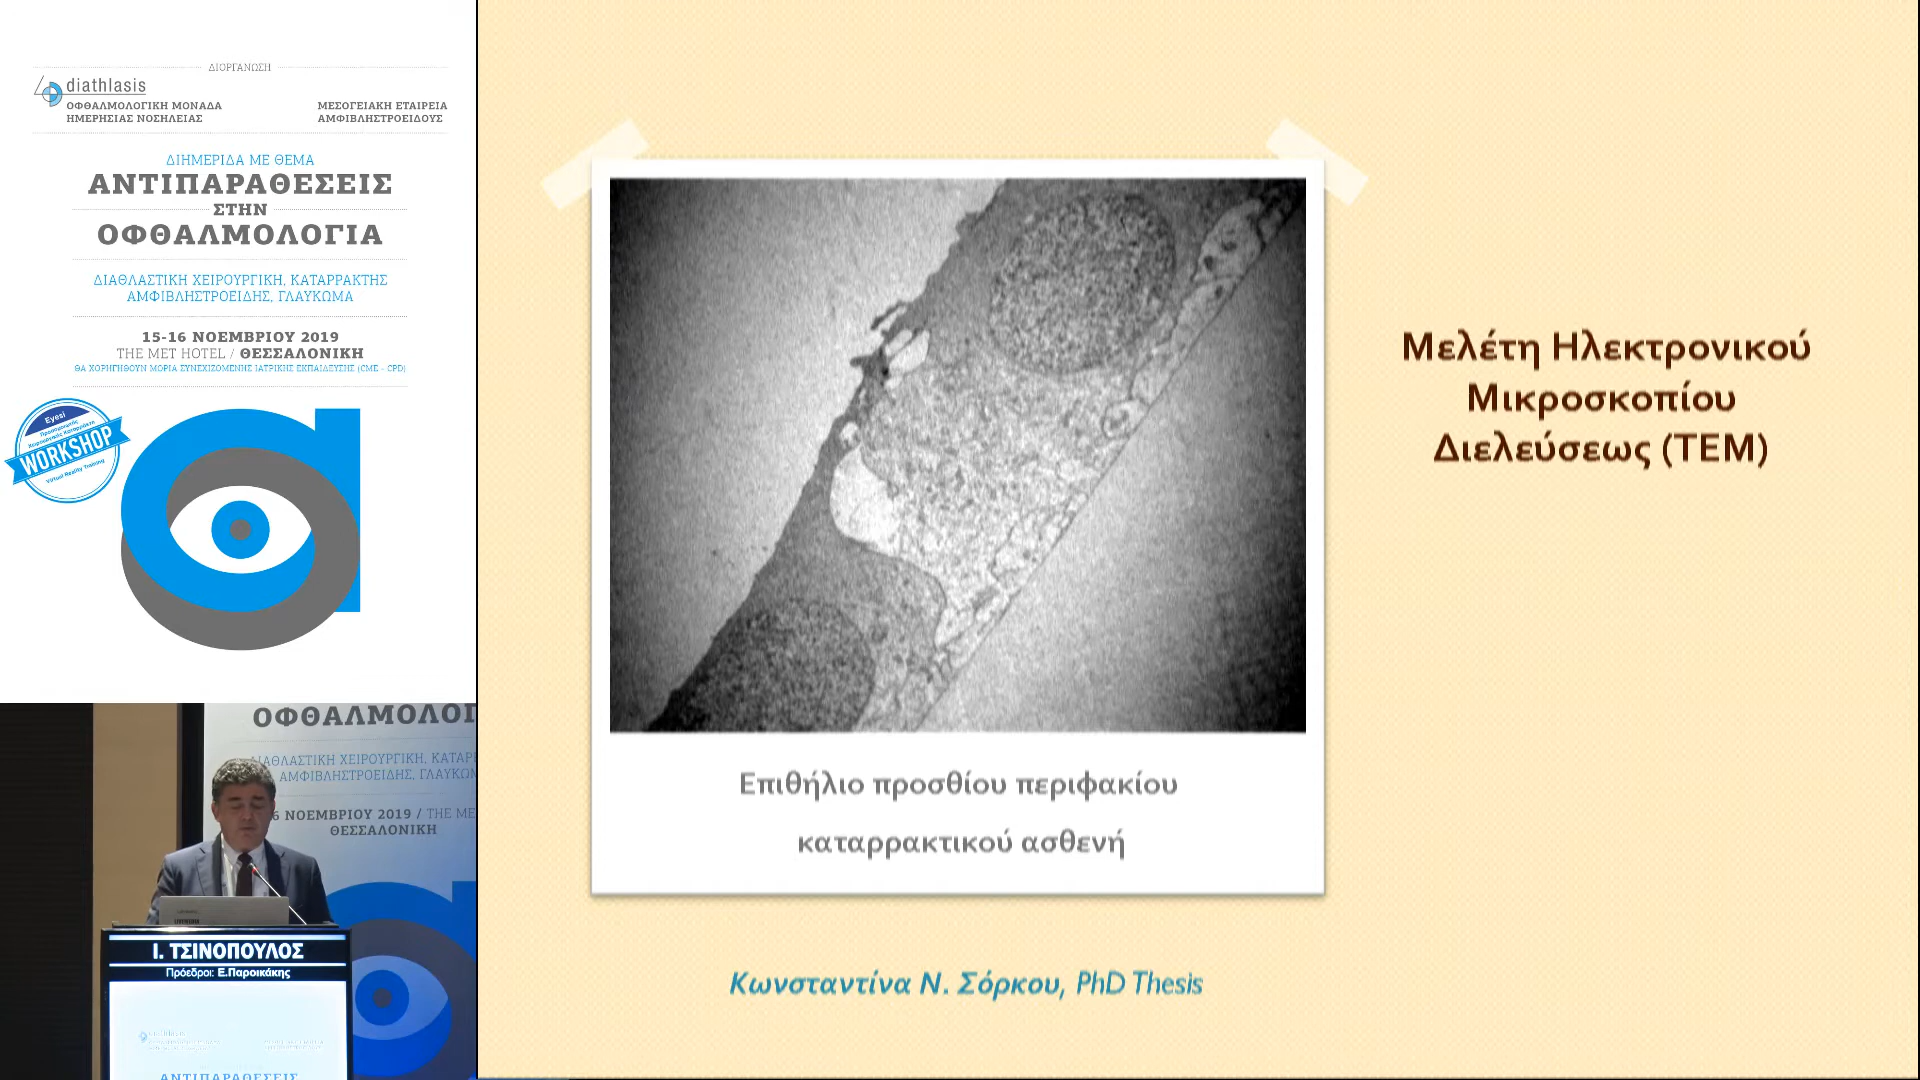 ΔΙΟΡΓΑΝΩΣΗ
diathlasis
ΟΦΘΑΛΜΟΛΟΓΙΚΗ ΜΟΝΑΔΑ
ΗΜΕΡΗΣΙΑΣ ΝΟΣΗΛΕΙΑΣ
ΜΕΣΟΓΕΙΑΚΗ ΕΤΑΙΡΕΙΑ
ΑΜΦΙΒΛΗΣΤΡΟΕΙΔΟΥΣ
ΔΙΗΜΕΡΙΔΑ ΜΕ ΘΕΜΑ
ΑΝΤΙΠΑΡΑΘΕΣΕΙΣ
ΣΤΗΝ
ΟΦΘΑΛΜΟΛΟΓΙΑ
ΔΙΑΘΛΑΣΤΙΚΗ ΧΕΙΡΟΥΡΓΙΚΗ, ΚΑΤΑΡΡΑΚΤΗΣ
ΑΜΦΙΒΛΗΣΤΡΟΕΙΔΗΣ, ΓΛΑΥΚΩΜΑ
15-16 ΝΟΕΜΒΡΙΟΥ 2019
THE MET HOTEL / ΘΕΣΣΑΛΟΝΙΚΗ
ΘΑ ΧΟΡΗΓΗΘΟΥΝ ΜΟΡΙΑ ΣΥΝΕΧΙΖΟΜΕΝΗΣ ΙΑΤΡΙΚΗΣ ΕΚΠΑΙΔΕΥΣΗΣ (CME - CPD)
Eyesi
WORKSHOP
Virtual Reality Training
ΟΦΘΑΛΜΟΛΟΓ
ΔΙΑΘΛΑΣΤΙΚΗ ΧΕΙΡΟΥΡΓΙΚΗ, ΚΑΤΑΡ
ΑΜΦΙΒΛΗΣΤΡΟΕΙΔΗΣ, ΓΛΑΥΚΩΜ
6 ΝΟΕΜΒΡΙΟΥ 2019 / THE ME
ΘΕΣΣΑΛΟΝΙΚΗ
Ι. ΤΣΙΝΟΠΟΥΛΟΣ
Πρόεδροι: Ε.Παροικάκης
ΑΝΤΙΠΑΡΑΘΕΣΕΙΣ
Μελέτη Ηλεκτρονικού
Μικροσκοπίου
Διελεύσεως (ΤΕΜ)
Επιθήλιο προσθίου περιφακίου
καταρρακτικού ασθενή
Κωνσταντίνα Ν. Σόρκου, PhD Thesis